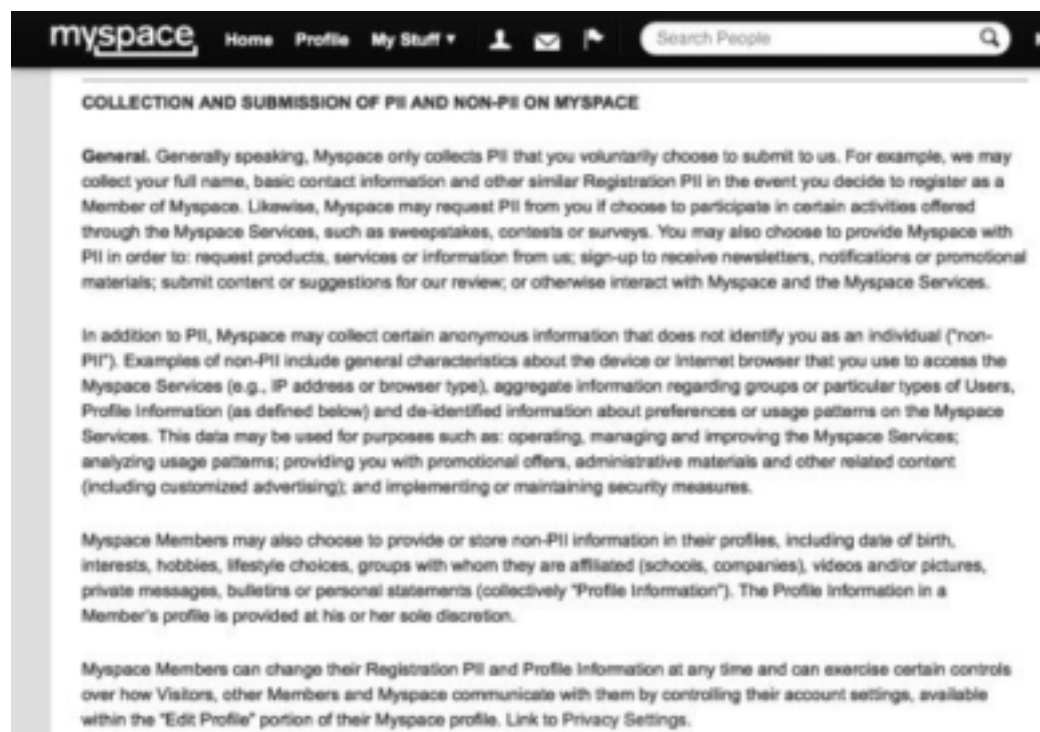 myspace Home Profile My Stuff ▾ Search People
COLLECTION AND SUBMISSION OF PII AND NON-PII ON MYSPACE
General. Generally speaking, Myspace only collects PII that you voluntarily choose to submit to us. For example, we may
collect your full name, basic contact information and other similar Registration PII in the event you decide to register as a
Member of Myspace. Likewise, Myspace may request PII from you if choose to participate in certain activities offered
through the Myspace Services, such as sweepstakes, contests or surveys. You may also choose to provide Myspace with
PII in order to: request products, services or information from us; sign-up to receive newsletters, notifications or promotional
materials; submit content or suggestions for our review; or otherwise interact with Myspace and the Myspace Services.
In addition to PII, Myspace may collect certain anonymous information that does not identify you as an individual ("non-
PII"). Examples of non-PII include general characteristics about the device or Internet browser that you use to access the
Myspace Services (e.g., IP address or browser type), aggregate information regarding groups or particular types of Users,
Profile Information (as defined below) and de-identified information about preferences or usage patterns on the Myspace
Services. This data may be used for purposes such as: operating, managing and improving the Myspace Services;
analyzing usage patterns; providing you with promotional offers, administrative materials and other related content
(including customized advertising); and implementing or maintaining security measures.
Myspace Members may also choose to provide or store non-PII information in their profiles, including date of birth,
interests, hobbies, lifestyle choices, groups with whom they are affiliated (schools, companies), videos and/or pictures,
private messages, bulletins or personal statements (collectively "Profile Information"). The Profile Information in a
Member's profile is provided at his or her sole discretion.
Myspace Members can change their Registration PII and Profile Information at any time and can exercise certain controls
over how Visitors, other Members and Myspace communicate with them by controlling their account settings, available
within the "Edit Profile" portion of their Myspace profile. Link to Privacy Settings.